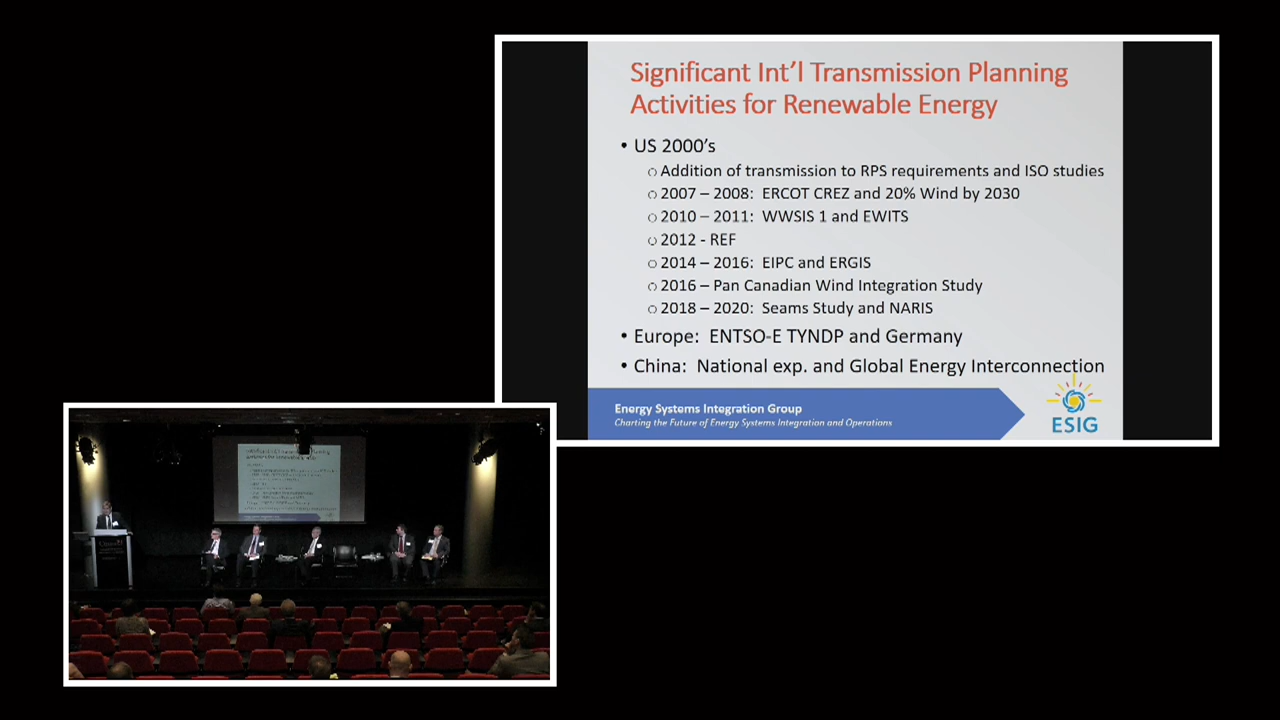 Significant Int'l Transmission Planning
Activities for Renewable Energy
• US 2000's
○ Addition of transmission to RPS requirements and ISO studies
○ 2007 – 2008: ERCOT CREZ and 20% Wind by 2030
○ 2010 – 2011: WWSIS 1 and EWITS
○ 2012 - REF
○ 2014 – 2016: EIPC and ERGIS
○ 2016 – Pan Canadian Wind Integration Study
○ 2018 – 2020: Seams Study and NARIS
• Europe: ENTSO-E TYNDP and Germany
• China: National exp. and Global Energy Interconnection
Energy Systems Integration Group
Charting the Future of Energy Systems Integration and Operations
ESIG
Canada